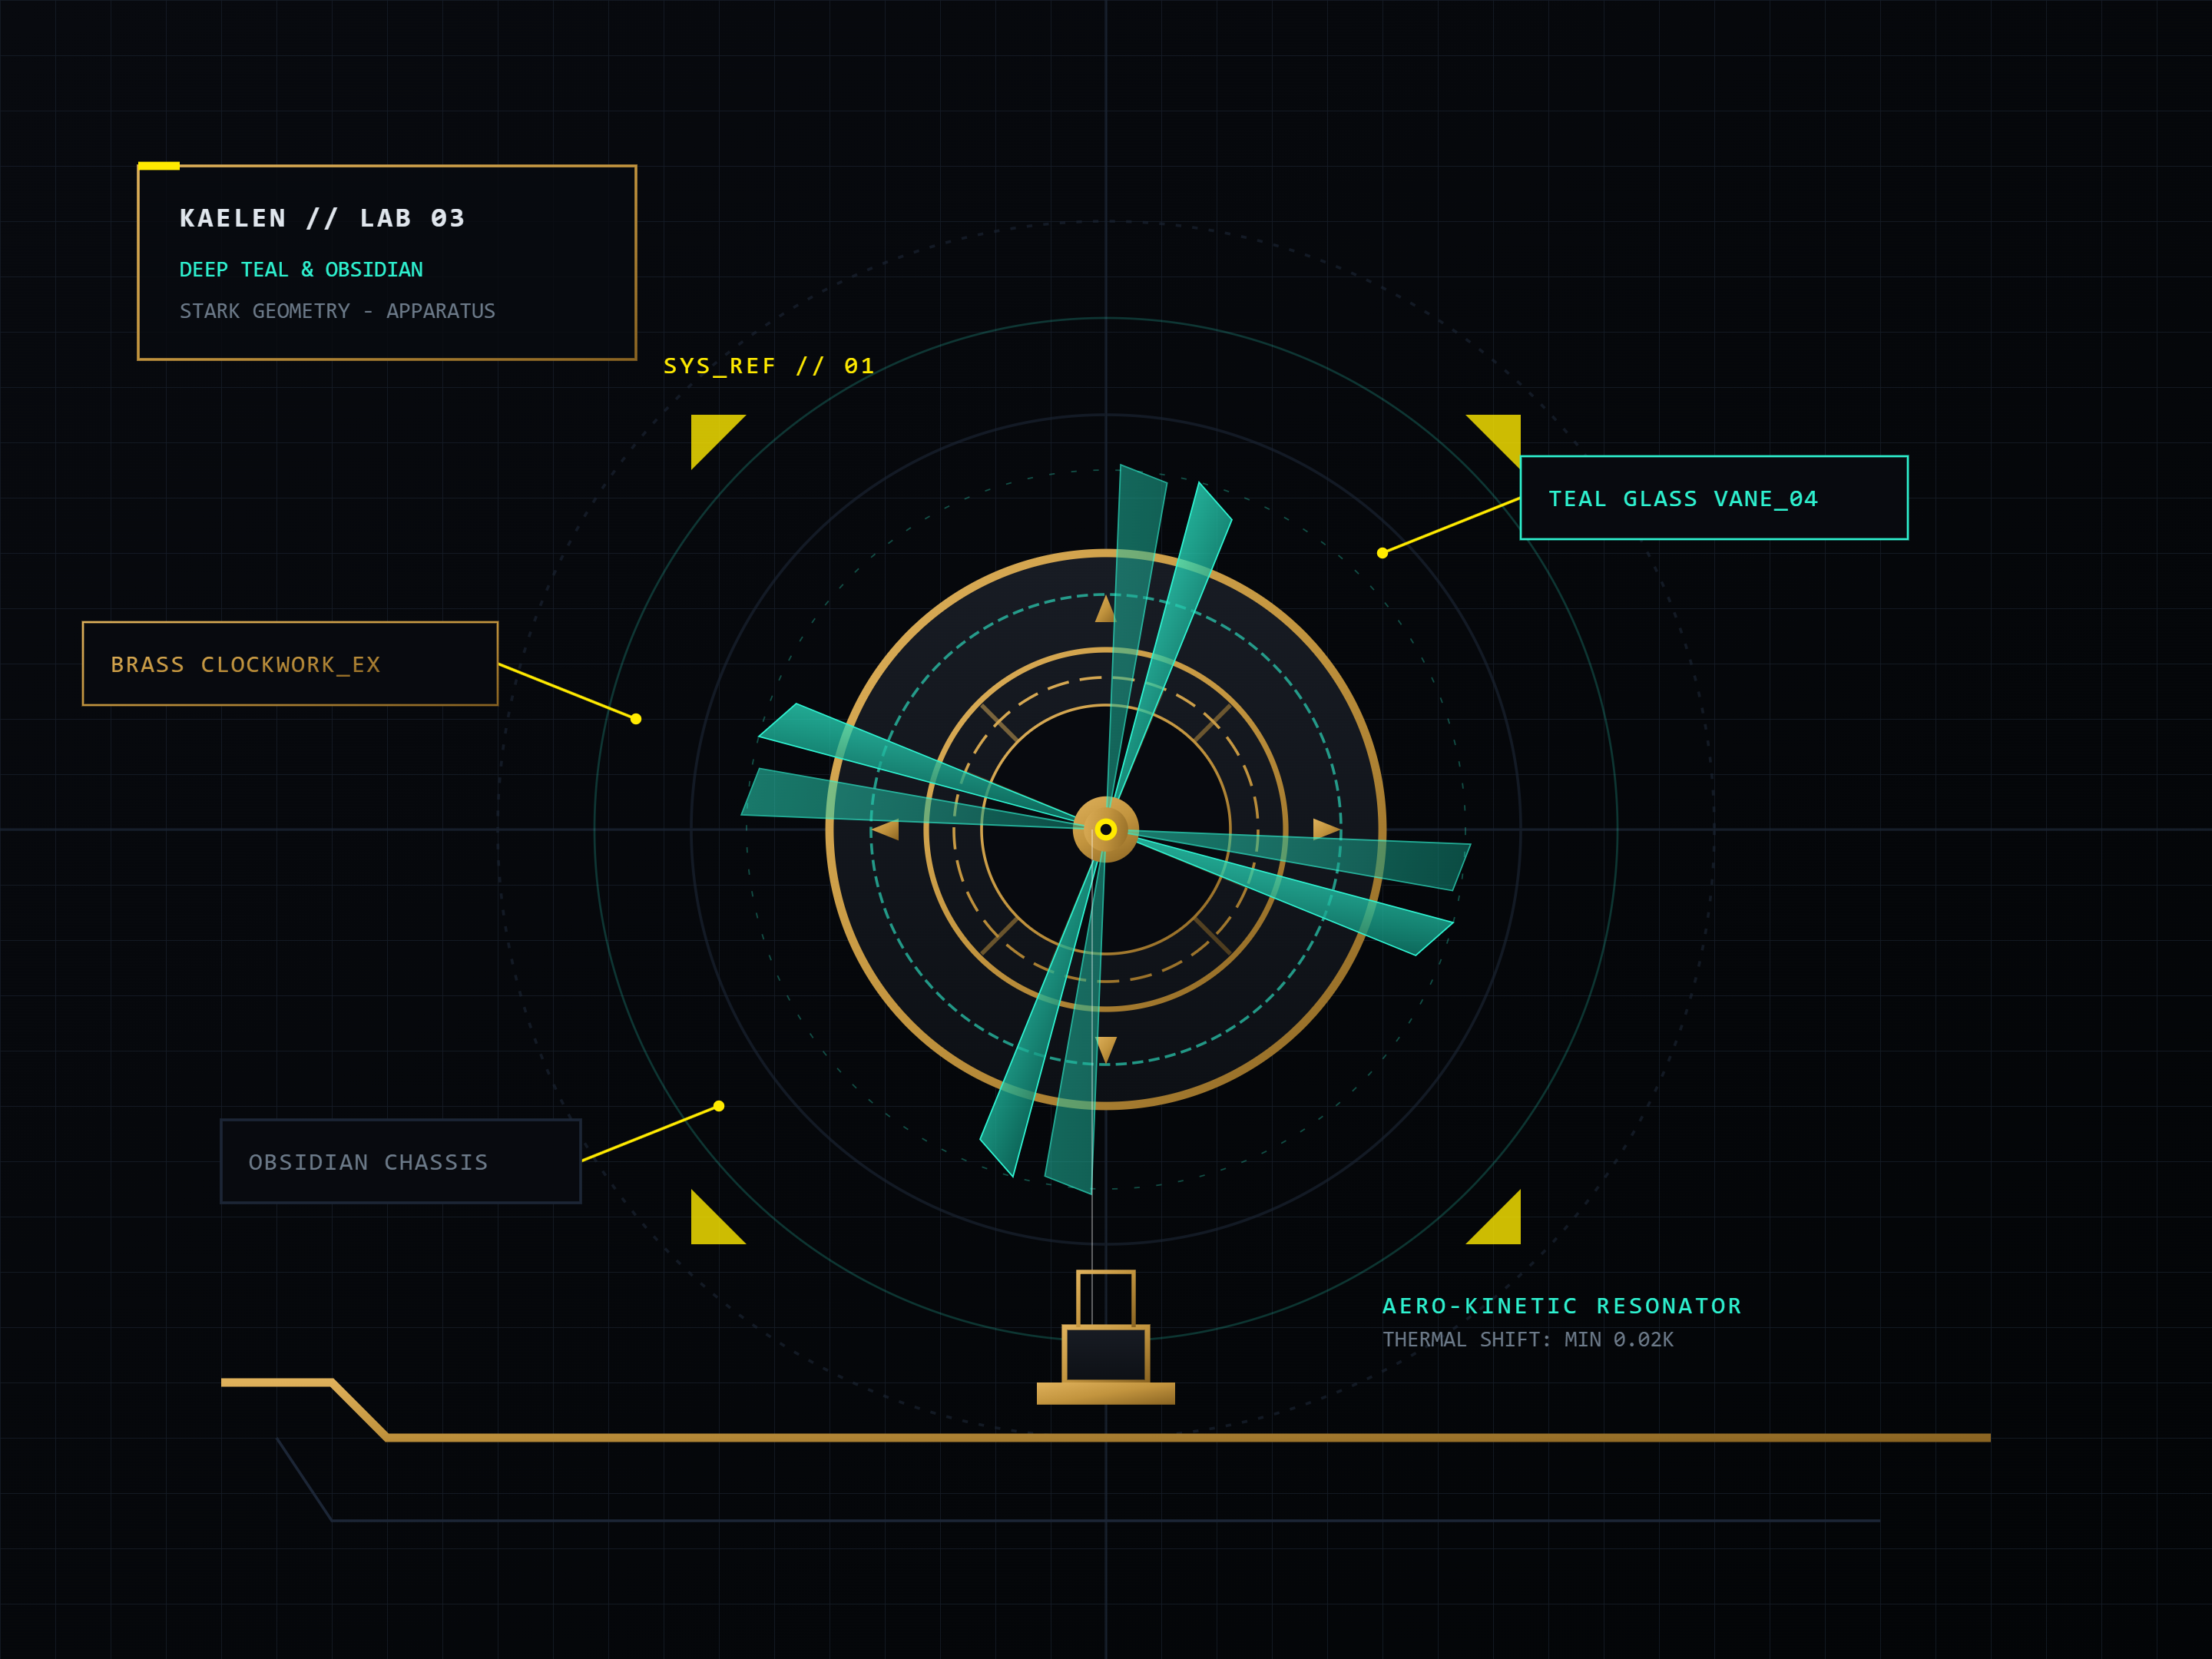 KAELEN // LAB 03
DEEP TEAL & OBSIDIAN
STARK GEOMETRY - APPARATUS
SYS_REF // 01
TEAL GLASS VANE_04
BRASS CLOCKWORK_EX
OBSIDIAN CHASSIS
AERO-KINETIC RESONATOR
THERMAL SHIFT: MIN 0.02K